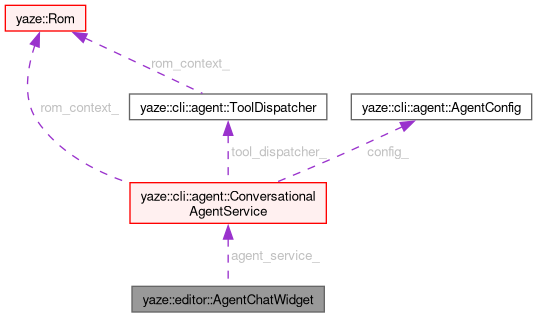 yaze::Rom
rom_context_
rom_context_
yaze::cli::agent::ToolDispatcher
yaze::cli::agent::AgentConfig
tool_dispatcher_
config_
yaze::cli::agent::Conversational
AgentService
agent_service_
yaze::editor::AgentChatWidget